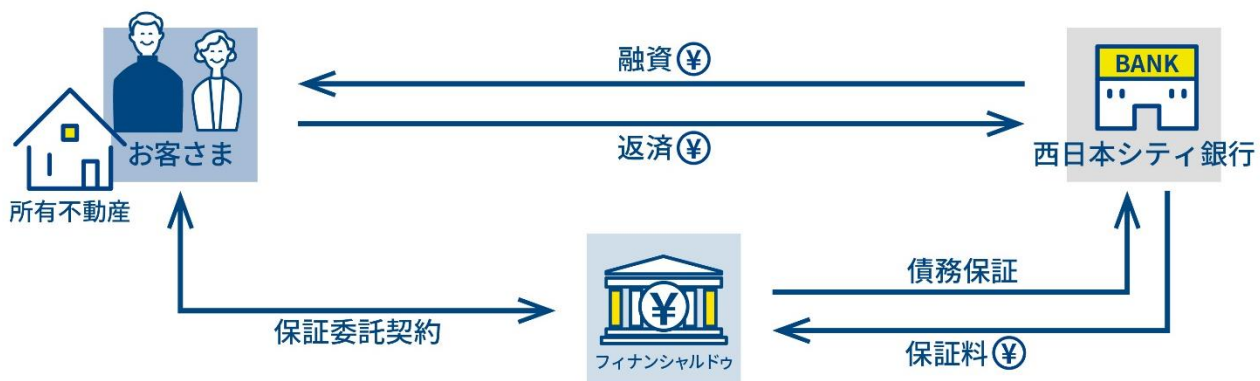 融資¥
BANK
返済¥
お客さま
西日本シティ銀行
所有不動産
債務保証
¥
保証委託契約
フィナンシャルドゥ
保証料¥